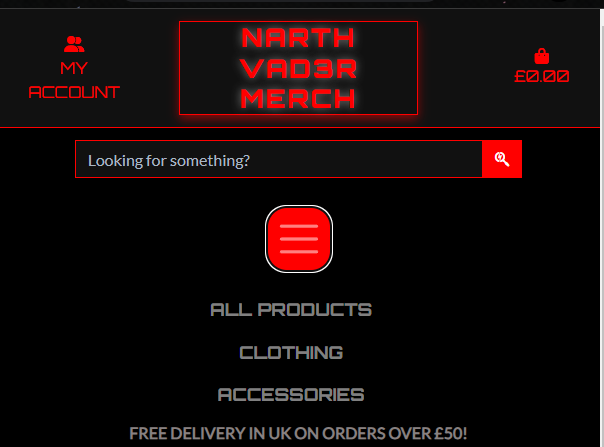 MY
ACCOUNT
NARTH
VAD3R
MERCH
£0.00
Looking for something?
ALL PRODUCTS
CLOTHING
ACCESSORIES
FREE DELIVERY IN UK ON ORDERS OVER £50!